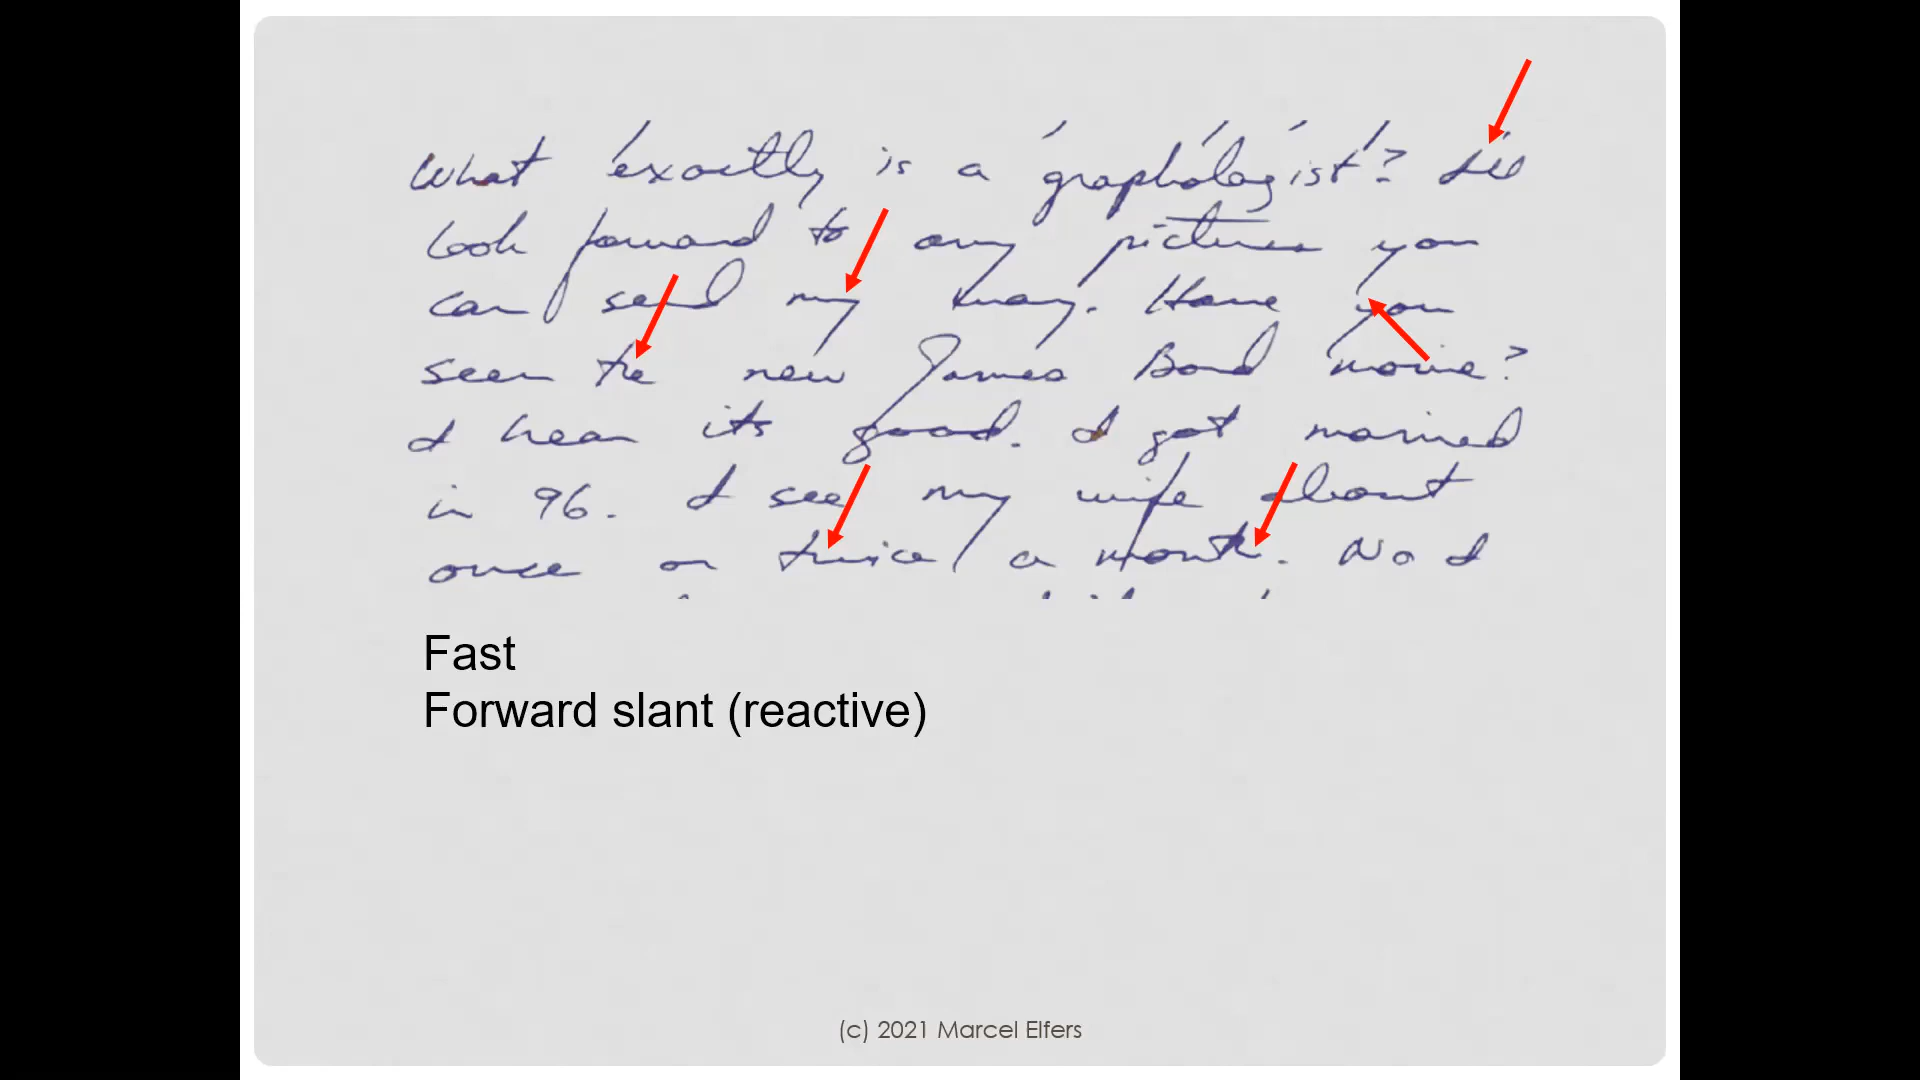 What exactly is a graphologist? I'll
look forward to any pictures you
can send my way. Have you
seen the new James Bond movie?
I hear its good. I got married
in 96. I see my wife about
once or twice a month. No I
Fast
Forward slant (reactive)
(c) 2021 Marcel Elfers